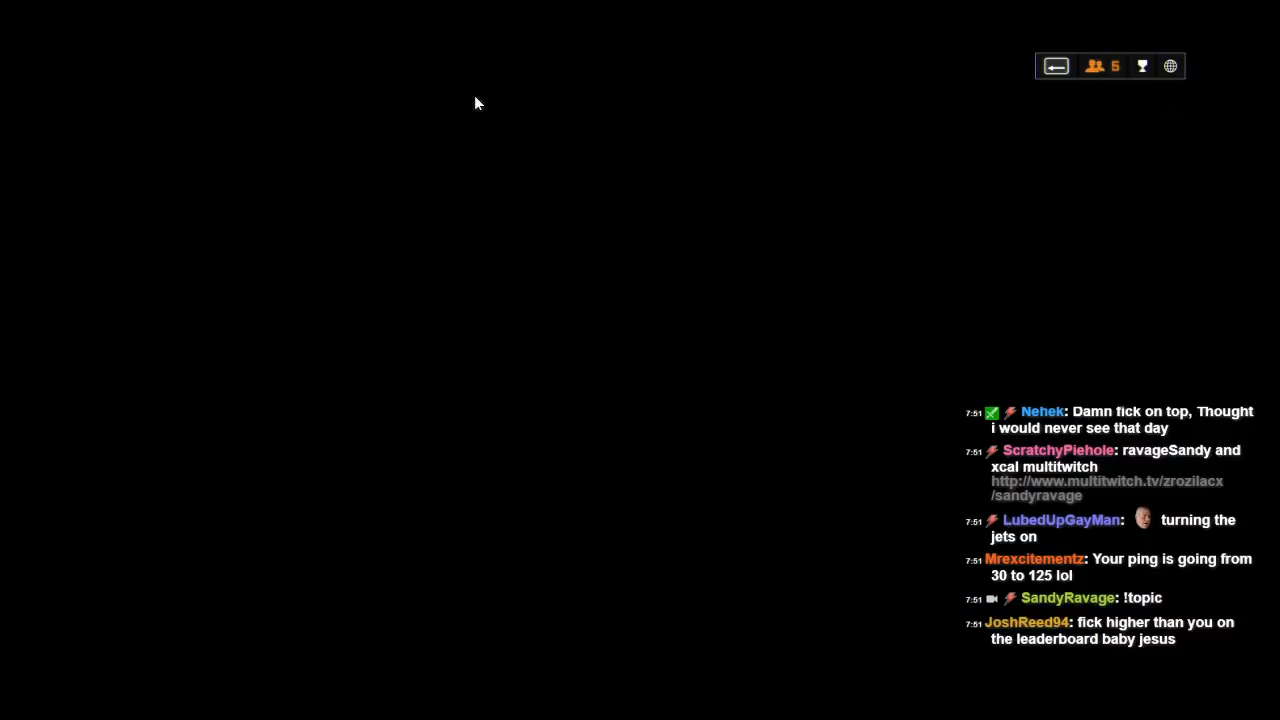 5
7:51 Nehek: Damn fick on top, Thought
i would never see that day
7:51 ScratchyPiehole: ravageSandy and
xcal multitwitch
http://www.multitwitch.tv/zrozilacx
/sandyravage
7:51 LubedUpGayMan: turning the
jets on
7:51 Mrexcitementz: Your ping is going from
30 to 125 lol
7:51 SandyRavage: !topic
7:51 JoshReed94: fick higher than you on
the leaderboard baby jesus